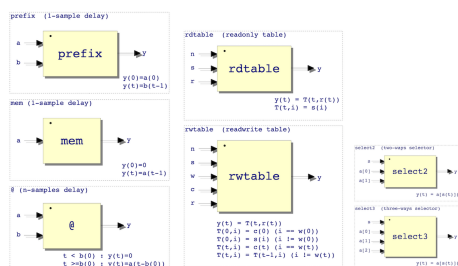 prefix (1-sample delay)
a
b
prefix
y
y(0)=a(0)
y(t)=b(t-1)
mem (1-sample delay)
a
mem
y
y(0)=0
y(t)=a(t-1)
@ (n-samples delay)
a
b
@
y
t < b(0) : y(t)=0
t >=b(0) : y(t)=a(t-b(0))
rdtable (readonly table)
n
s
r
rdtable
y
y(t) = T(t,r(t))
T(t,i) = s(i)
rwtable (readwrite table)
n
s
w
c
r
rwtable
y
y(t) = T(t,r(t))
T(0,i) = c(0) (i == w(0))
T(0,i) = s(i) (i != w(0))
T(t,i) = c(t) (i == w(t))
T(t,i) = T(t-1,i) (i != w(t))
select2 (two-ways selector)
s
a[0]
a[1]
select2
y
y(t) = a[s(t)](t)
select3 (three-ways selector)
s
a[0]
a[1]
a[2]
select3
y
y(t) = a[s(t)](t)